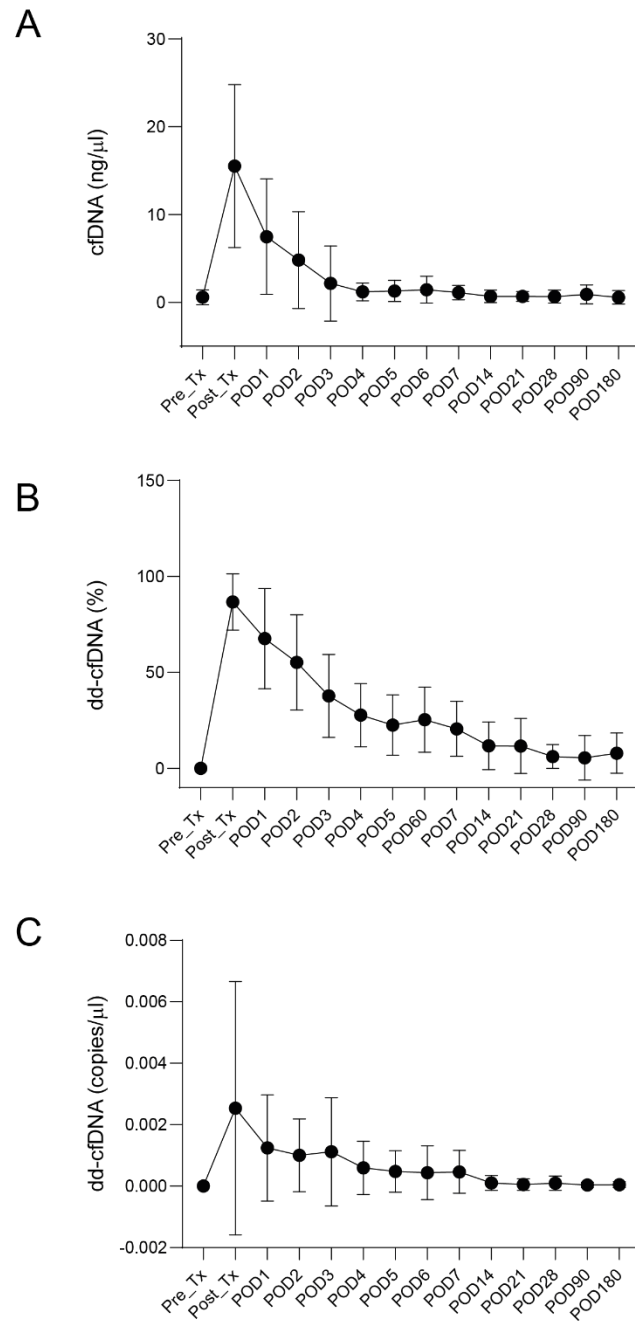 A
cfDNA (ng/µl)
30
20
10
0
Pre_Tx
Post_Tx
POD1
POD2
POD3
POD4
POD5
POD6
POD7
POD14
POD21
POD28
POD90
POD180
B
dd-cfDNA (%)
150
100
50
0
Pre_Tx
Post_Tx
POD1
POD2
POD3
POD4
POD5
POD60
POD7
POD14
POD21
POD28
POD90
POD180
C
dd-cfDNA (copies/µl)
0.008
0.006
0.004
0.002
0.000
-0.002
Pre_Tx
Post_Tx
POD1
POD2
POD3
POD4
POD5
POD6
POD7
POD14
POD21
POD28
POD90
POD180